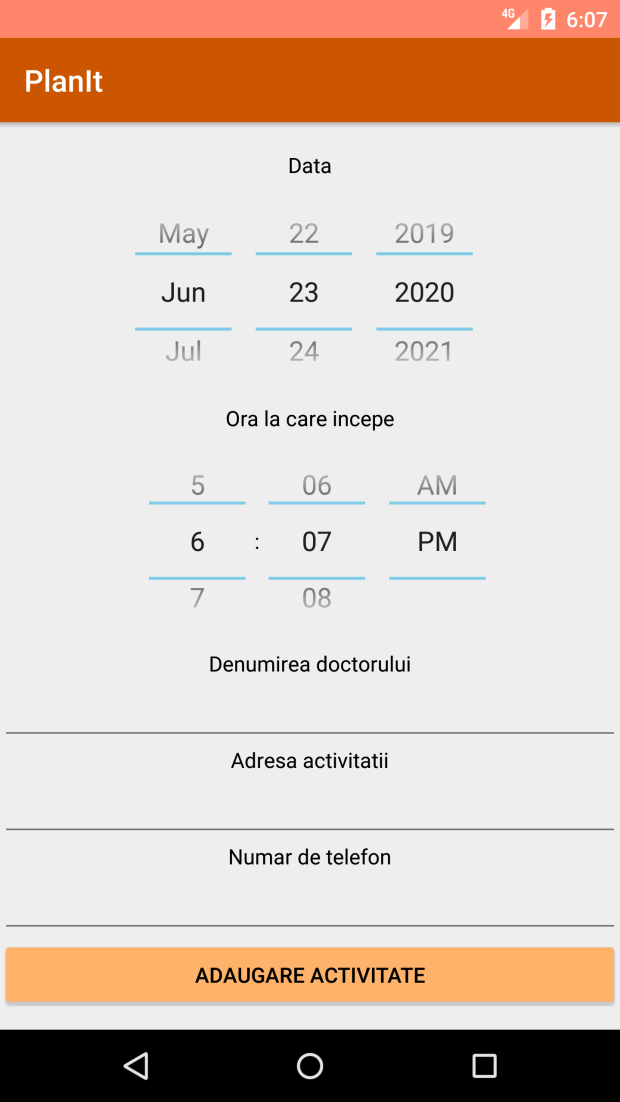 4G 6:07
PlanIt
Data
May 22 2019
Jun 23 2020
Jul 24 2021
Ora la care incepe
5 06 AM
6 : 07 PM
7 08
Denumirea doctorului
Adresa activitatii
Numar de telefon
ADAUGARE ACTIVITATE